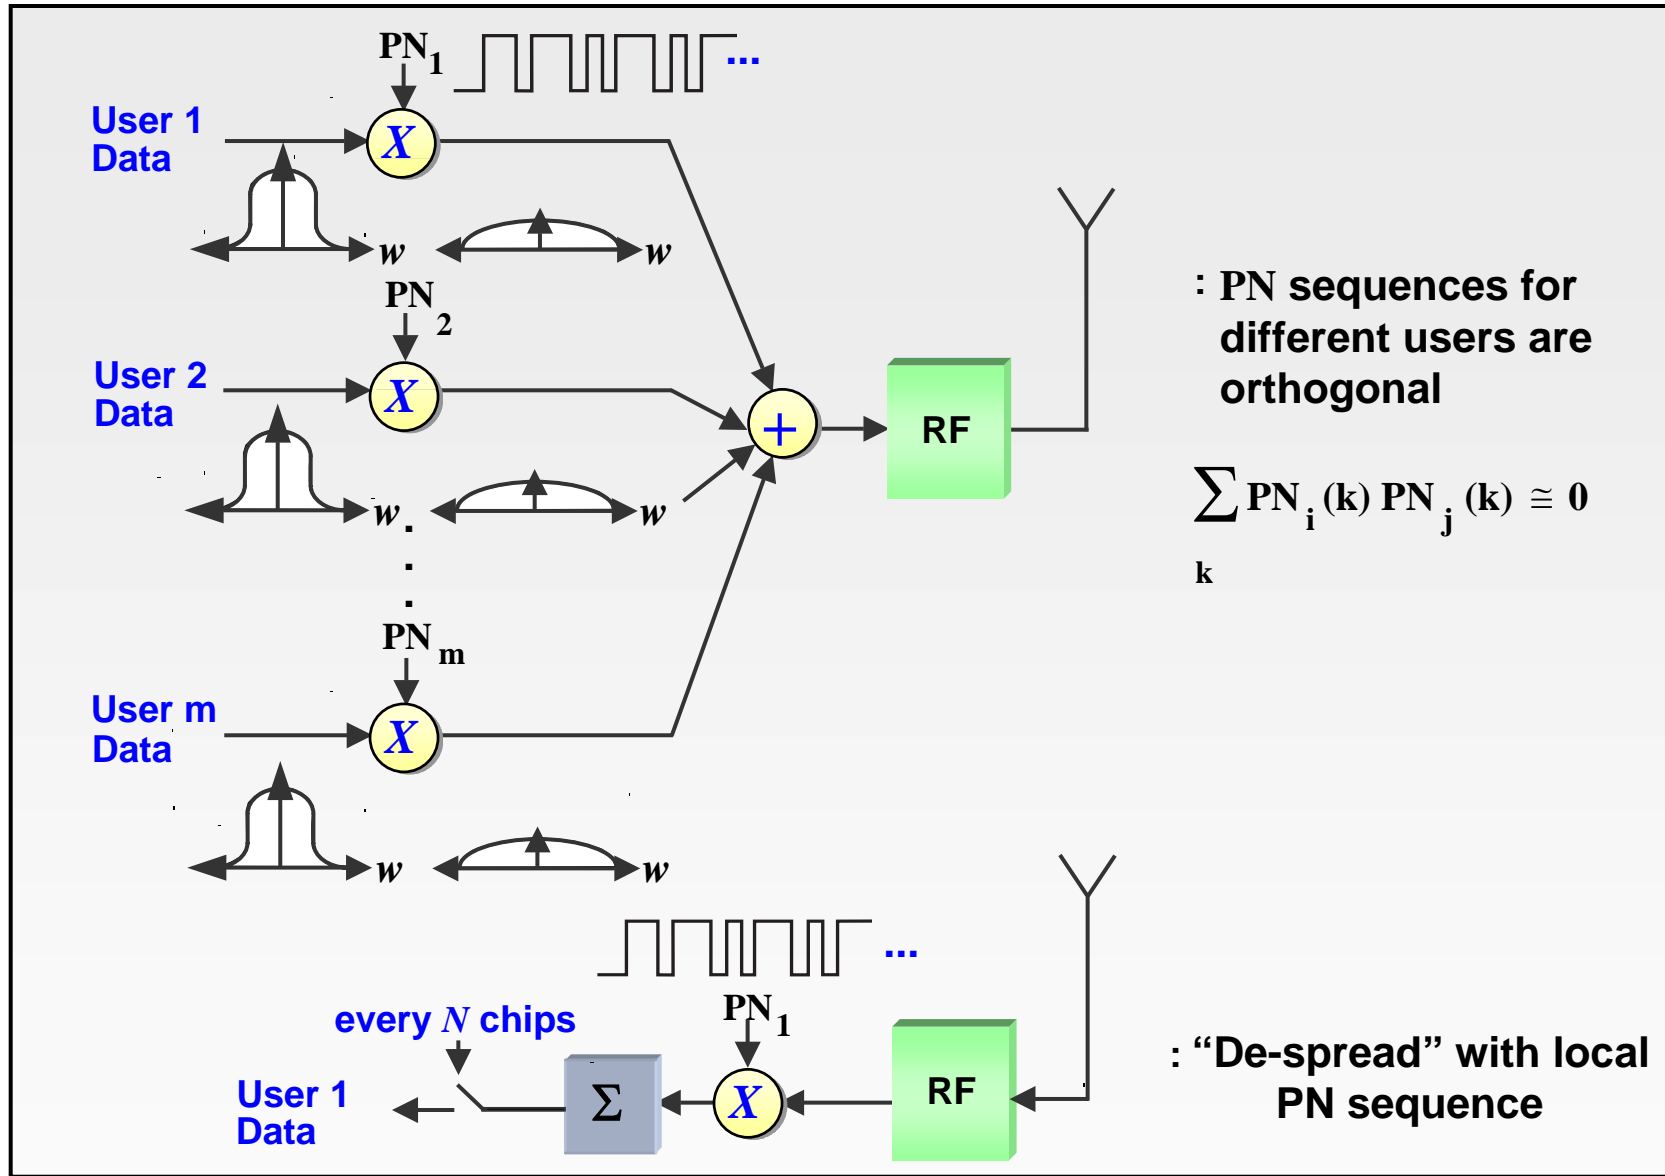 PN1
...
User 1
Data
X
w
w
PN2
User 2
Data
X
w
w
.
.
.
PNm
User m
Data
X
w
w
+
RF
: PN sequences for
different users are
orthogonal
∑ PN i (k) PN j (k) ≅ 0
k
...
every N chips
PN1
User 1
Data
Σ
X
RF
: “De-spread” with local
PN sequence